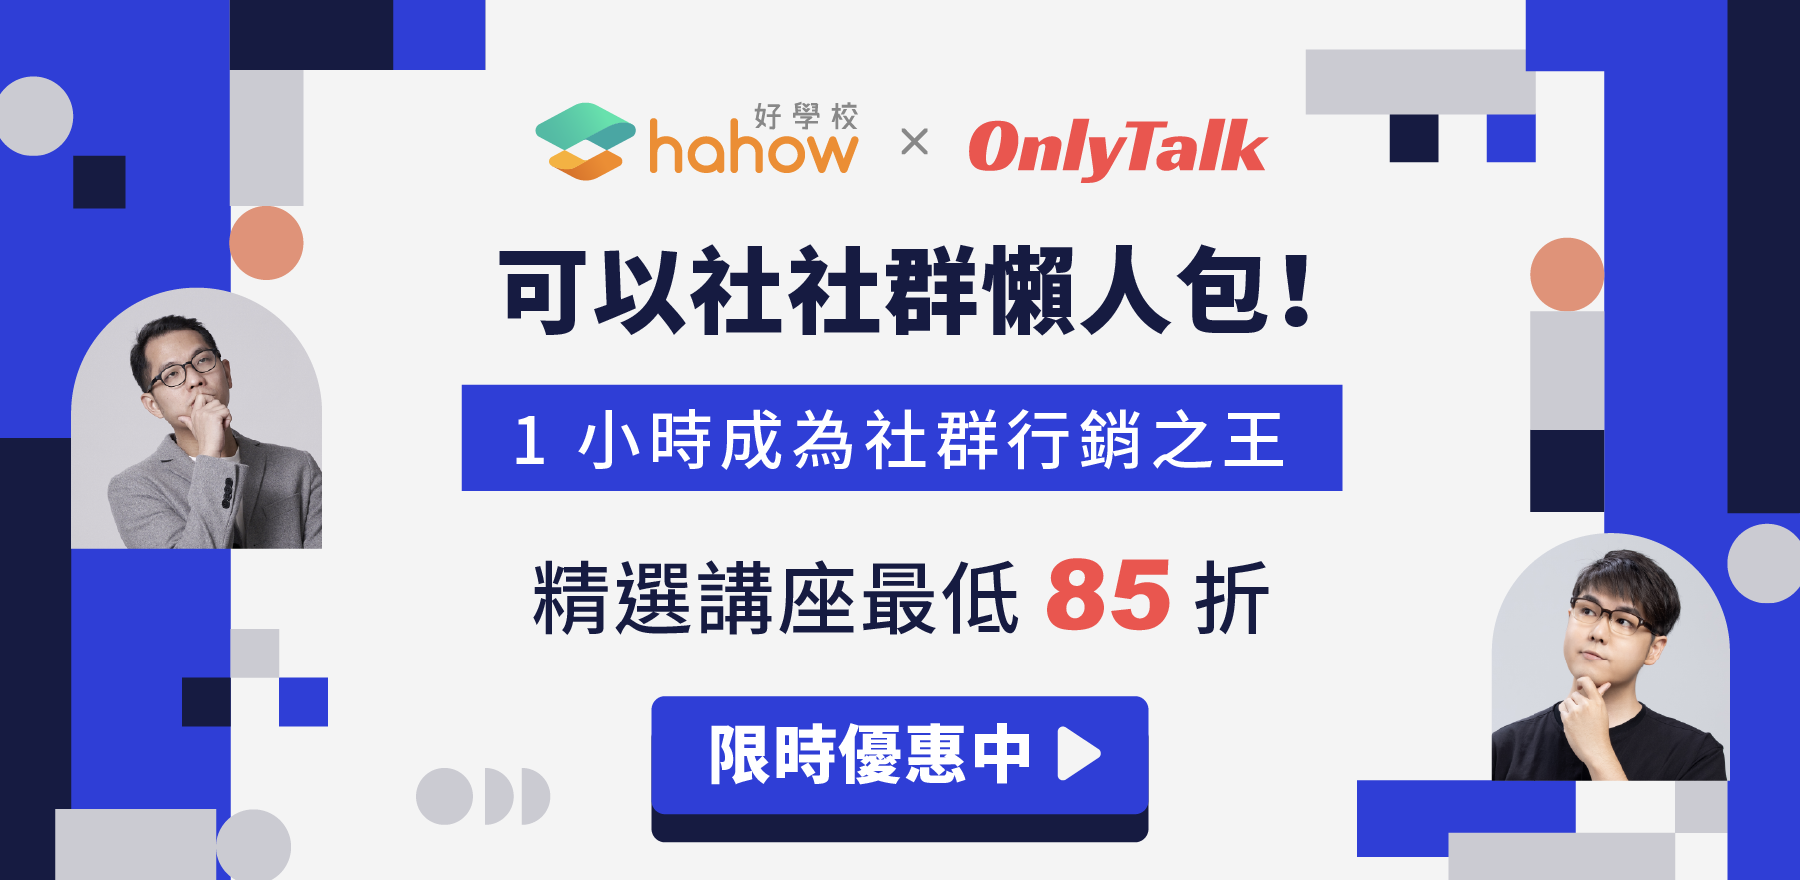 好學校
hahow × OnlyTalk
可以社社群懶人包!
1 小時成為社群行銷之王
精選講座最低 85 折
限時優惠中